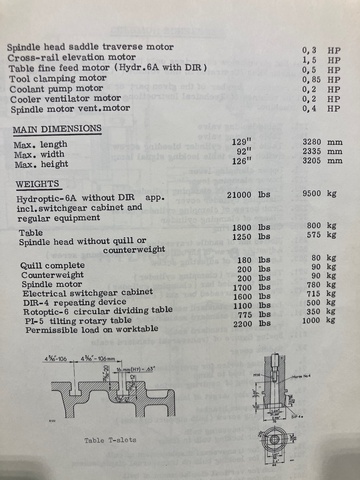 Spindle head saddle traverse motor 0,3 HP
Cross-rail elevation motor 1,5 HP
Table fine feed motor (Hydr.6A with DIR) 0,5 HP
Tool clamping motor 0,85 HP
Coolant pump motor 0,2 HP
Cooler ventilator motor 0,2 HP
Spindle motor vent.motor 0,4 HP
MAIN DIMENSIONS
Max. length 129" 3280 mm
Max. width 92" 2335 mm
Max. height 126" 3205 mm
WEIGHTS
Hydroptic-6A without DIR app. 21000 lbs 9500 kg
incl.switchgear cabinet and
regular equipment
Table 1800 lbs 800 kg
Spindle head without quill or 1250 lbs 575 kg
counterweight
Quill complete 180 lbs 80 kg
Counterweight 200 lbs 90 kg
Spindle motor 200 lbs 90 kg
Electrical switchgear cabinet 1700 lbs 780 kg
DIR-4 repeating device 1600 lbs 715 kg
Rotoptic-6 circular dividing table 1100 lbs 500 kg
PI-5 tilting rotary table 775 lbs 350 kg
Permissible load on worktable 2200 lbs 1000 kg
Table T-slots